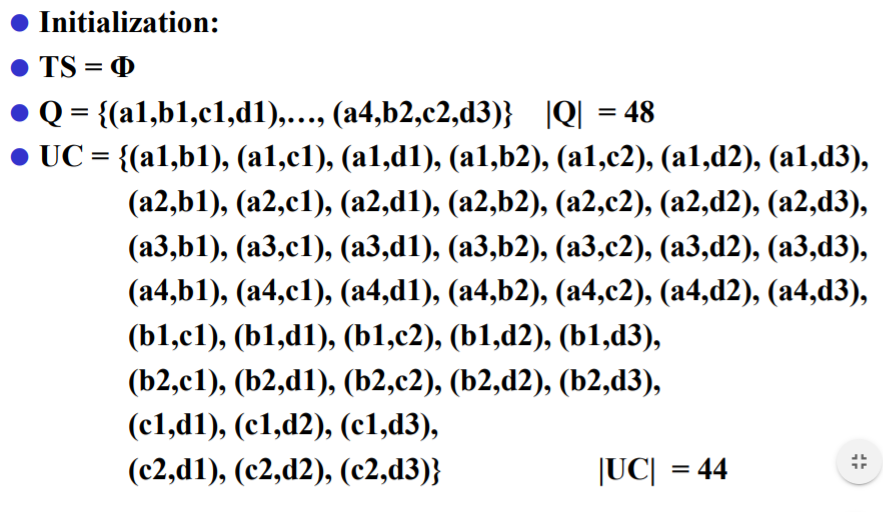 ● Initialization:
● TS = Φ
● Q = {(a1,b1,c1,d1),…, (a4,b2,c2,d3)} |Q| = 48
● UC = {(a1,b1), (a1,c1), (a1,d1), (a1,b2), (a1,c2), (a1,d2), (a1,d3),
(a2,b1), (a2,c1), (a2,d1), (a2,b2), (a2,c2), (a2,d2), (a2,d3),
(a3,b1), (a3,c1), (a3,d1), (a3,b2), (a3,c2), (a3,d2), (a3,d3),
(a4,b1), (a4,c1), (a4,d1), (a4,b2), (a4,c2), (a4,d2), (a4,d3),
(b1,c1), (b1,d1), (b1,c2), (b1,d2), (b1,d3),
(b2,c1), (b2,d1), (b2,c2), (b2,d2), (b2,d3),
(c1,d1), (c1,d2), (c1,d3),
(c2,d1), (c2,d2), (c2,d3)} |UC| = 44